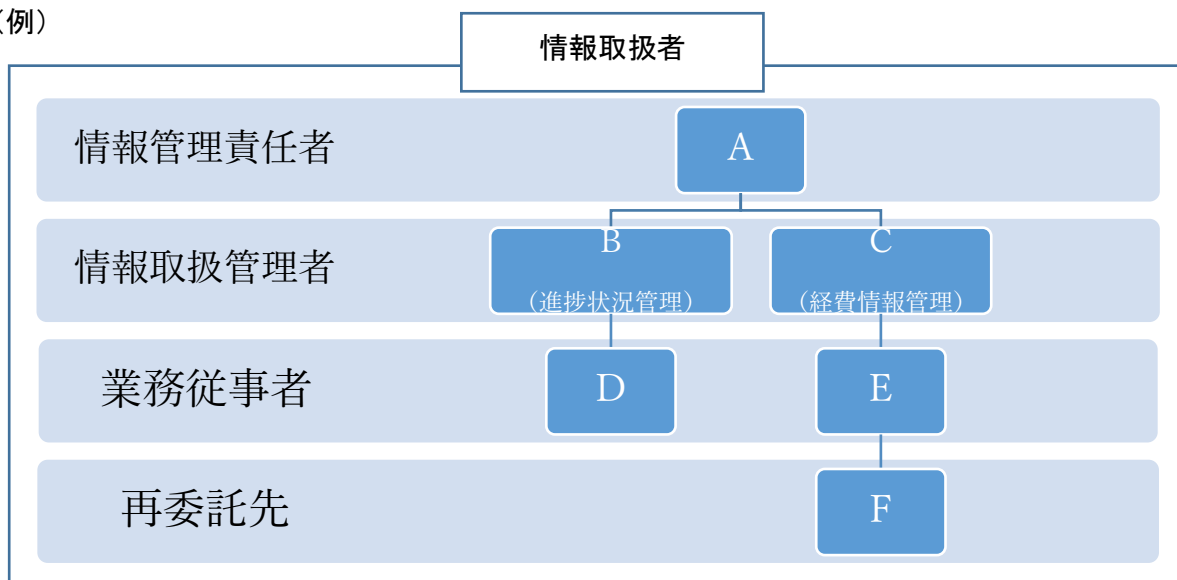 （例）
情報取扱者
情報管理責任者
A
情報取扱管理者
B
（進捗状況管理）
C
（経費情報管理）
業務従事者
D
E
再委託先
F